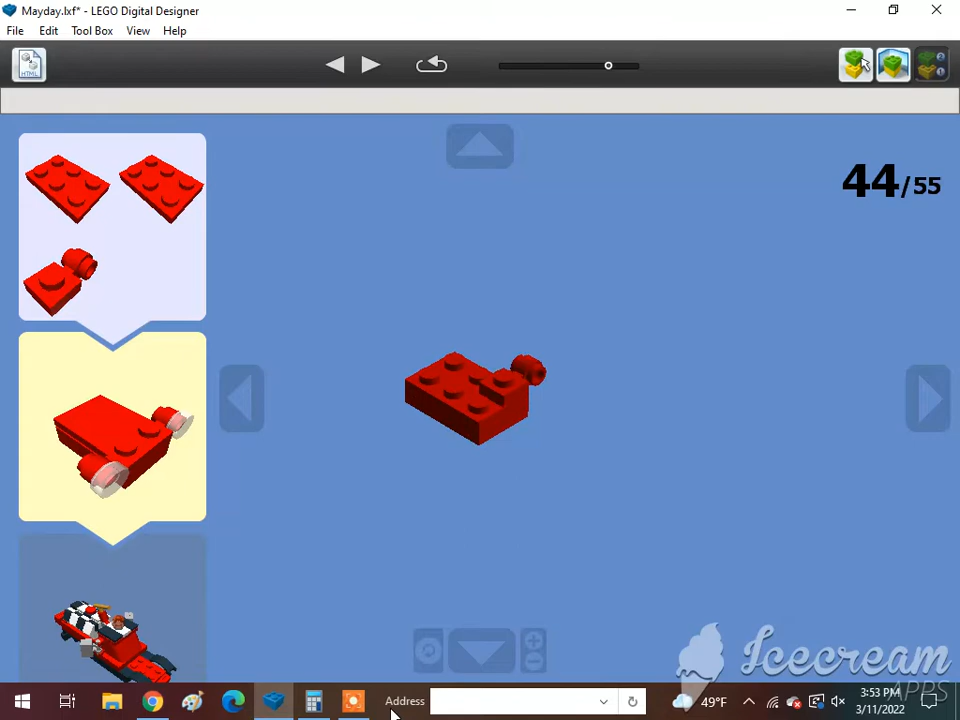 Mayday.lxf* - LEGO Digital Designer
File Edit Tool Box View Help
HTML
44/55
Icecream
APPS
Address
49°F
3:53 PM
3/11/2022